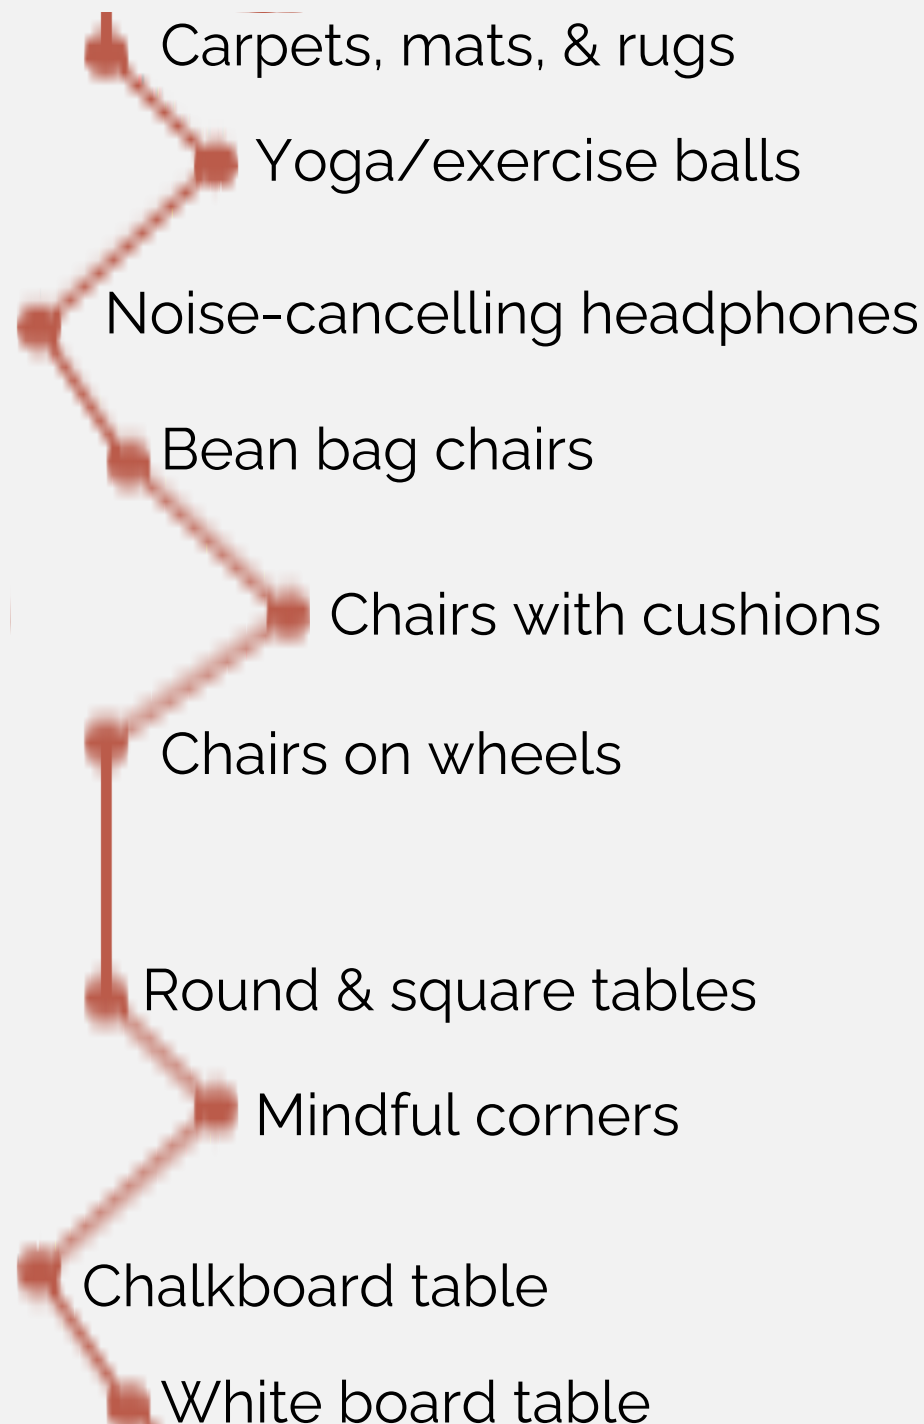 Carpets, mats, & rugs
Yoga/exercise balls
Noise-cancelling headphones
Bean bag chairs
Chairs with cushions
Chairs on wheels
Round & square tables
Mindful corners
Chalkboard table
White board table